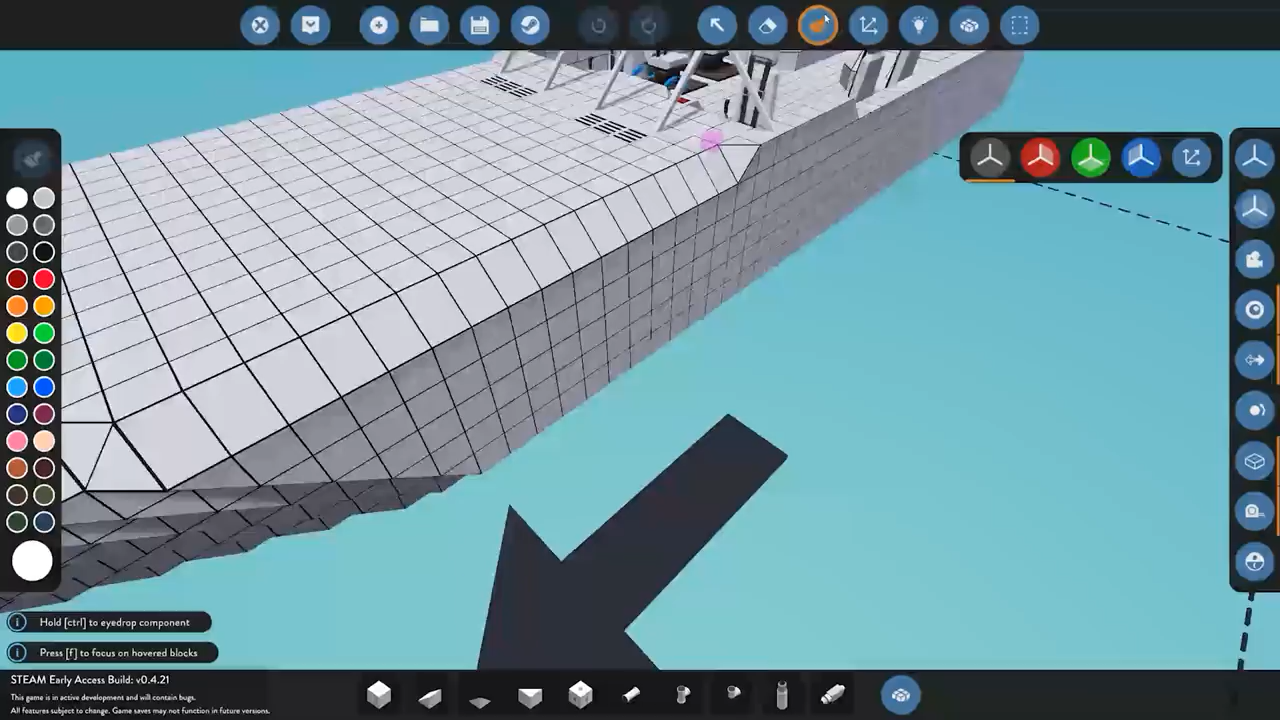 Hold [ctrl] to eyedrop component
Press [f] to focus on hovered blocks
STEAM Early Access Build: v0.4.21
This game is in active development and will contain bugs.
All features subject to change. Game saves may not function in future versions.